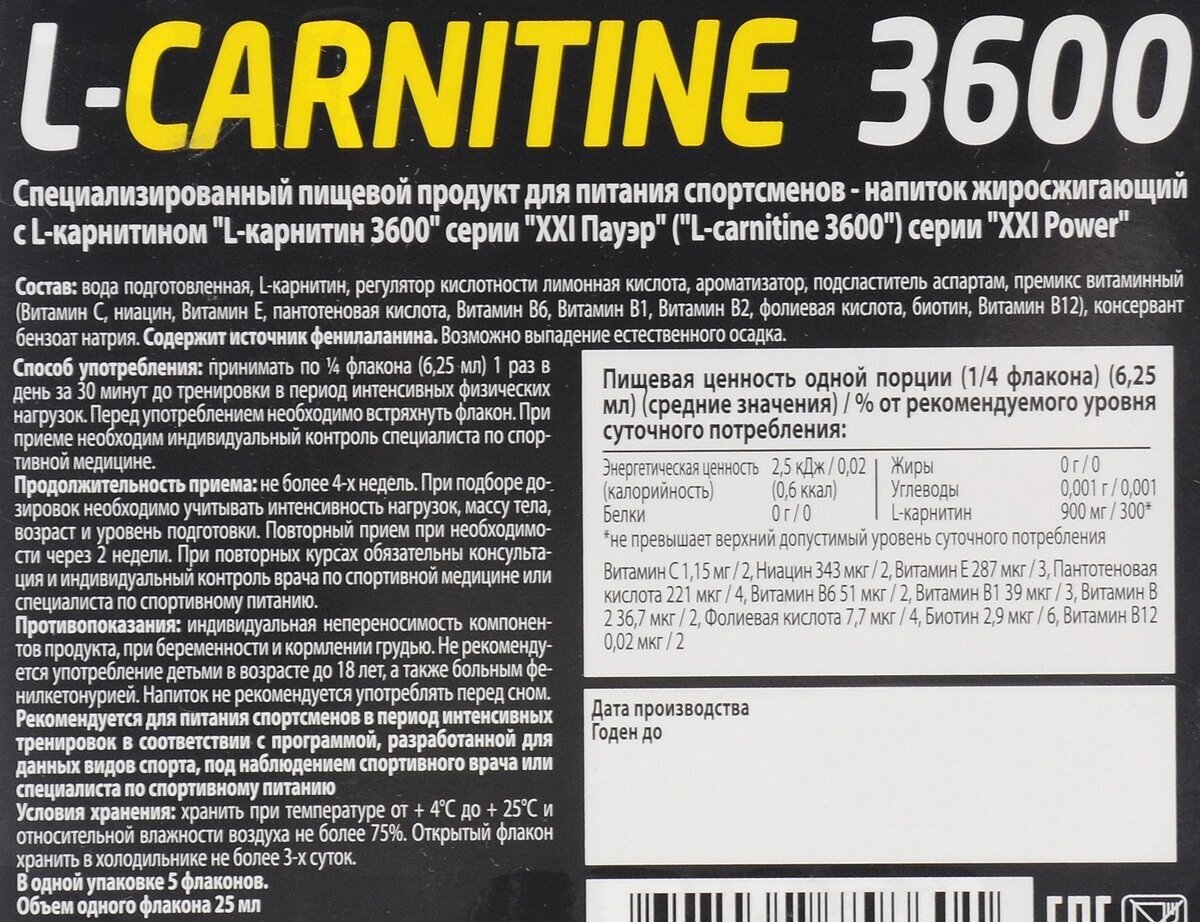 L-CARNITINE 3600
Специализированный пищевой продукт для питания спортсменов - напиток жиросжигающий
с L-карнитином "L-карнитин 3600" серии "XXI Пауэр" ("L-carnitine 3600") серии "XXI Power"
Состав: вода подготовленная, L-карнитин, регулятор кислотности лимонная кислота, ароматизатор, подсластитель аспартам, премикс витаминный
(Витамин С, ниацин, Витамин Е, пантотеновая кислота, Витамин В6, Витамин В1, Витамин В2, фолиевая кислота, биотин, Витамин В12), консервант
бензоат натрия. Содержит источник фенилаланина. Возможно выпадение естественного осадка.
Способ употребления: принимать по ¼ флакона (6,25 мл) 1 раз в
день за 30 минут до тренировки в период интенсивных физических
нагрузок. Перед употреблением необходимо встряхнуть флакон. При
приеме необходим индивидуальный контроль специалиста по спор-
тивной медицине.
Продолжительность приема: не более 4-х недель. При подборе до-
зировок необходимо учитывать интенсивность нагрузок, массу тела,
возраст и уровень подготовки. Повторный прием при необходимо-
сти через 2 недели. При повторных курсах обязательны консульта-
ция и индивидуальный контроль врача по спортивной медицине или
специалиста по спортивному питанию.
Противопоказания: индивидуальная непереносимость компонен-
тов продукта, при беременности и кормлении грудью. Не рекоменду-
ется употребление детьми в возрасте до 18 лет, а также больным фе-
нилкетонурией. Напиток не рекомендуется употреблять перед сном.
Рекомендуется для питания спортсменов в период интенсивных
тренировок в соответствии с программой, разработанной для
данных видов спорта, под наблюдением спортивного врача или
специалиста по спортивному питанию
Условия хранения: хранить при температуре от + 4°С до + 25°С и
относительной влажности воздуха не более 75%. Открытый флакон
хранить в холодильнике не более 3-х суток.
В одной упаковке 5 флаконов.
Объем одного флакона 25 мл
Пищевая ценность одной порции (1/4 флакона) (6,25
мл) (средние значения) / % от рекомендуемого уровня
суточного потребления:
Энергетическая ценность 2,5 кДж / 0,02
(калорийность) (0,6 ккал)
Белки 0 г / 0
Жиры 0 г / 0
Углеводы 0,001 г / 0,001
L-карнитин 900 мг / 300*
*не превышает верхний допустимый уровень суточного потребления
Витамин С 1,15 мг / 2, Ниацин 343 мкг / 2, Витамин Е 287 мкг / 3, Пантотеновая
кислота 221 мкг / 4, Витамин В6 51 мкг / 2, Витамин В1 39 мкг / 3, Витамин В
2 36,7 мкг / 2, Фолиевая кислота 7,7 мкг / 4, Биотин 2,9 мкг / 6, Витамин В12
0,02 мкг / 2
Дата производства
Годен до